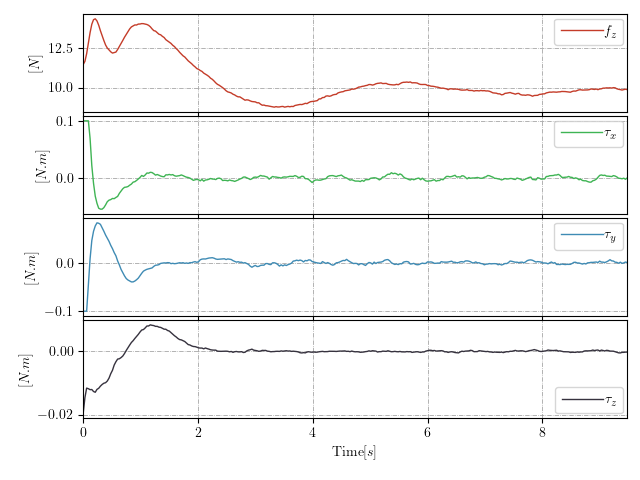 12.5
10.0
[N]
f_z
0.1
0.0
[N.m]
τ_x
0.0
−0.1
[N.m]
τ_y
0.00
−0.02
[N.m]
τ_z
0 2 4 6 8
Time[s]